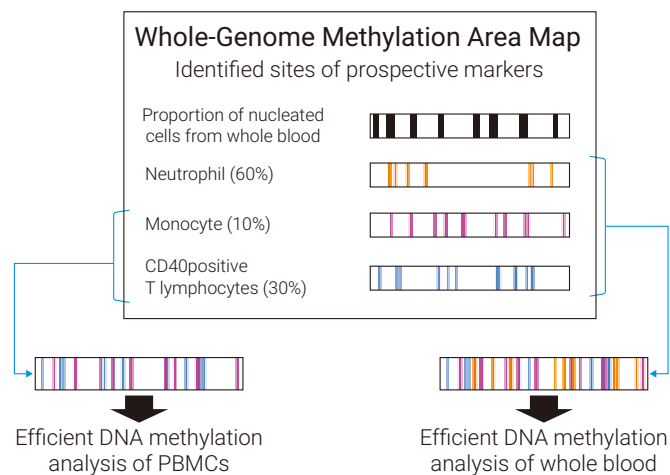 Whole-Genome Methylation Area Map
Identified sites of prospective markers
Proportion of nucleated
cells from whole blood
Neutrophil (60%)
Monocyte (10%)
CD40positive
T lymphocytes (30%)
Efficient DNA methylation
analysis of PBMCs
Efficient DNA methylation
analysis of whole blood